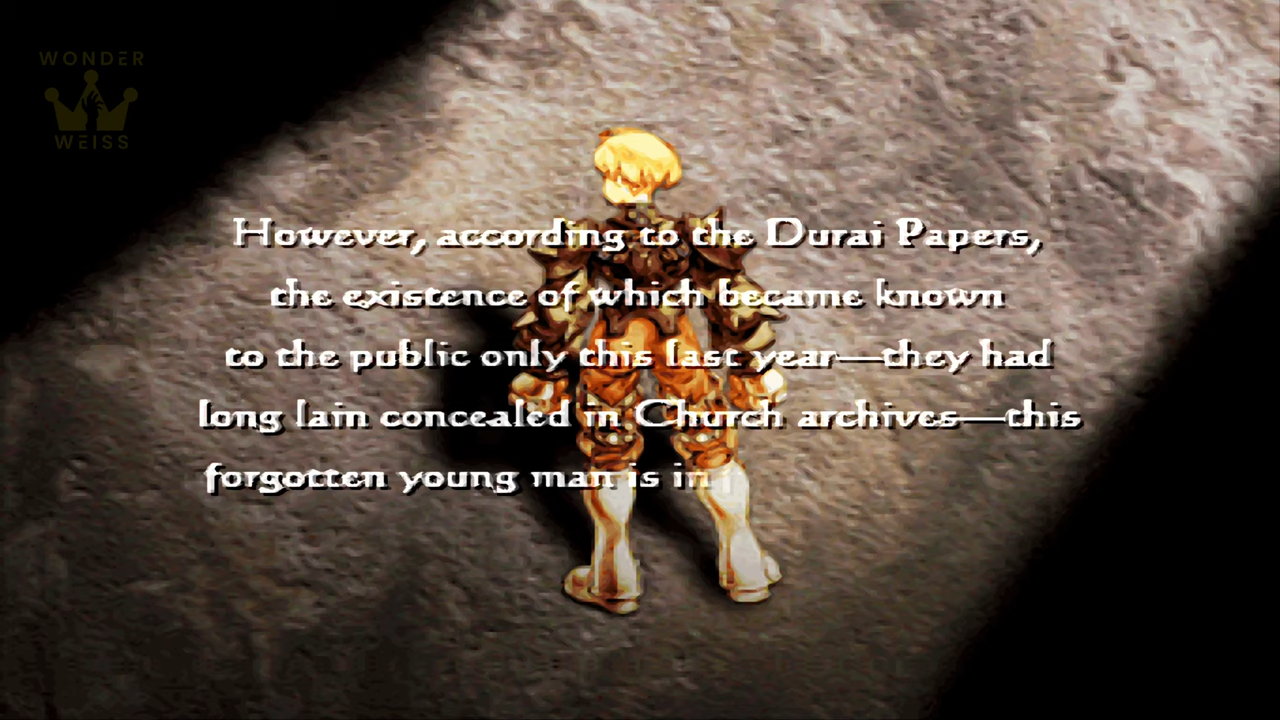 WONDER
WEISS
However, according to the Durai Papers,
the existence of which became known
to the public only this last year—they had
long lain concealed in Church archives—this
forgotten young man is in